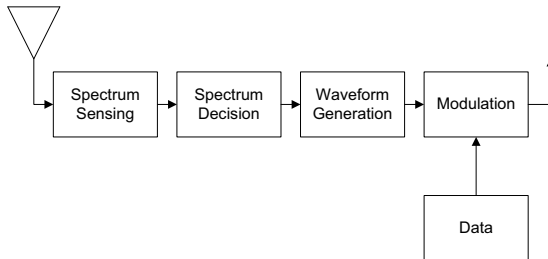 Spectrum
Sensing
Spectrum
Decision
Waveform
Generation
Modulation
Data